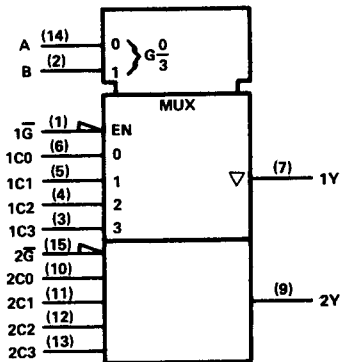 A (14) 0 } G 0/3
B (2) 1
MUX
1G̅ (1) EN
1C0 (6) 0
1C1 (5) 1 ▽ (7) 1Y
1C2 (4) 2
1C3 (3) 3
2G̅ (15)
2C0 (10)
2C1 (11) (9) 2Y
2C2 (12)
2C3 (13)